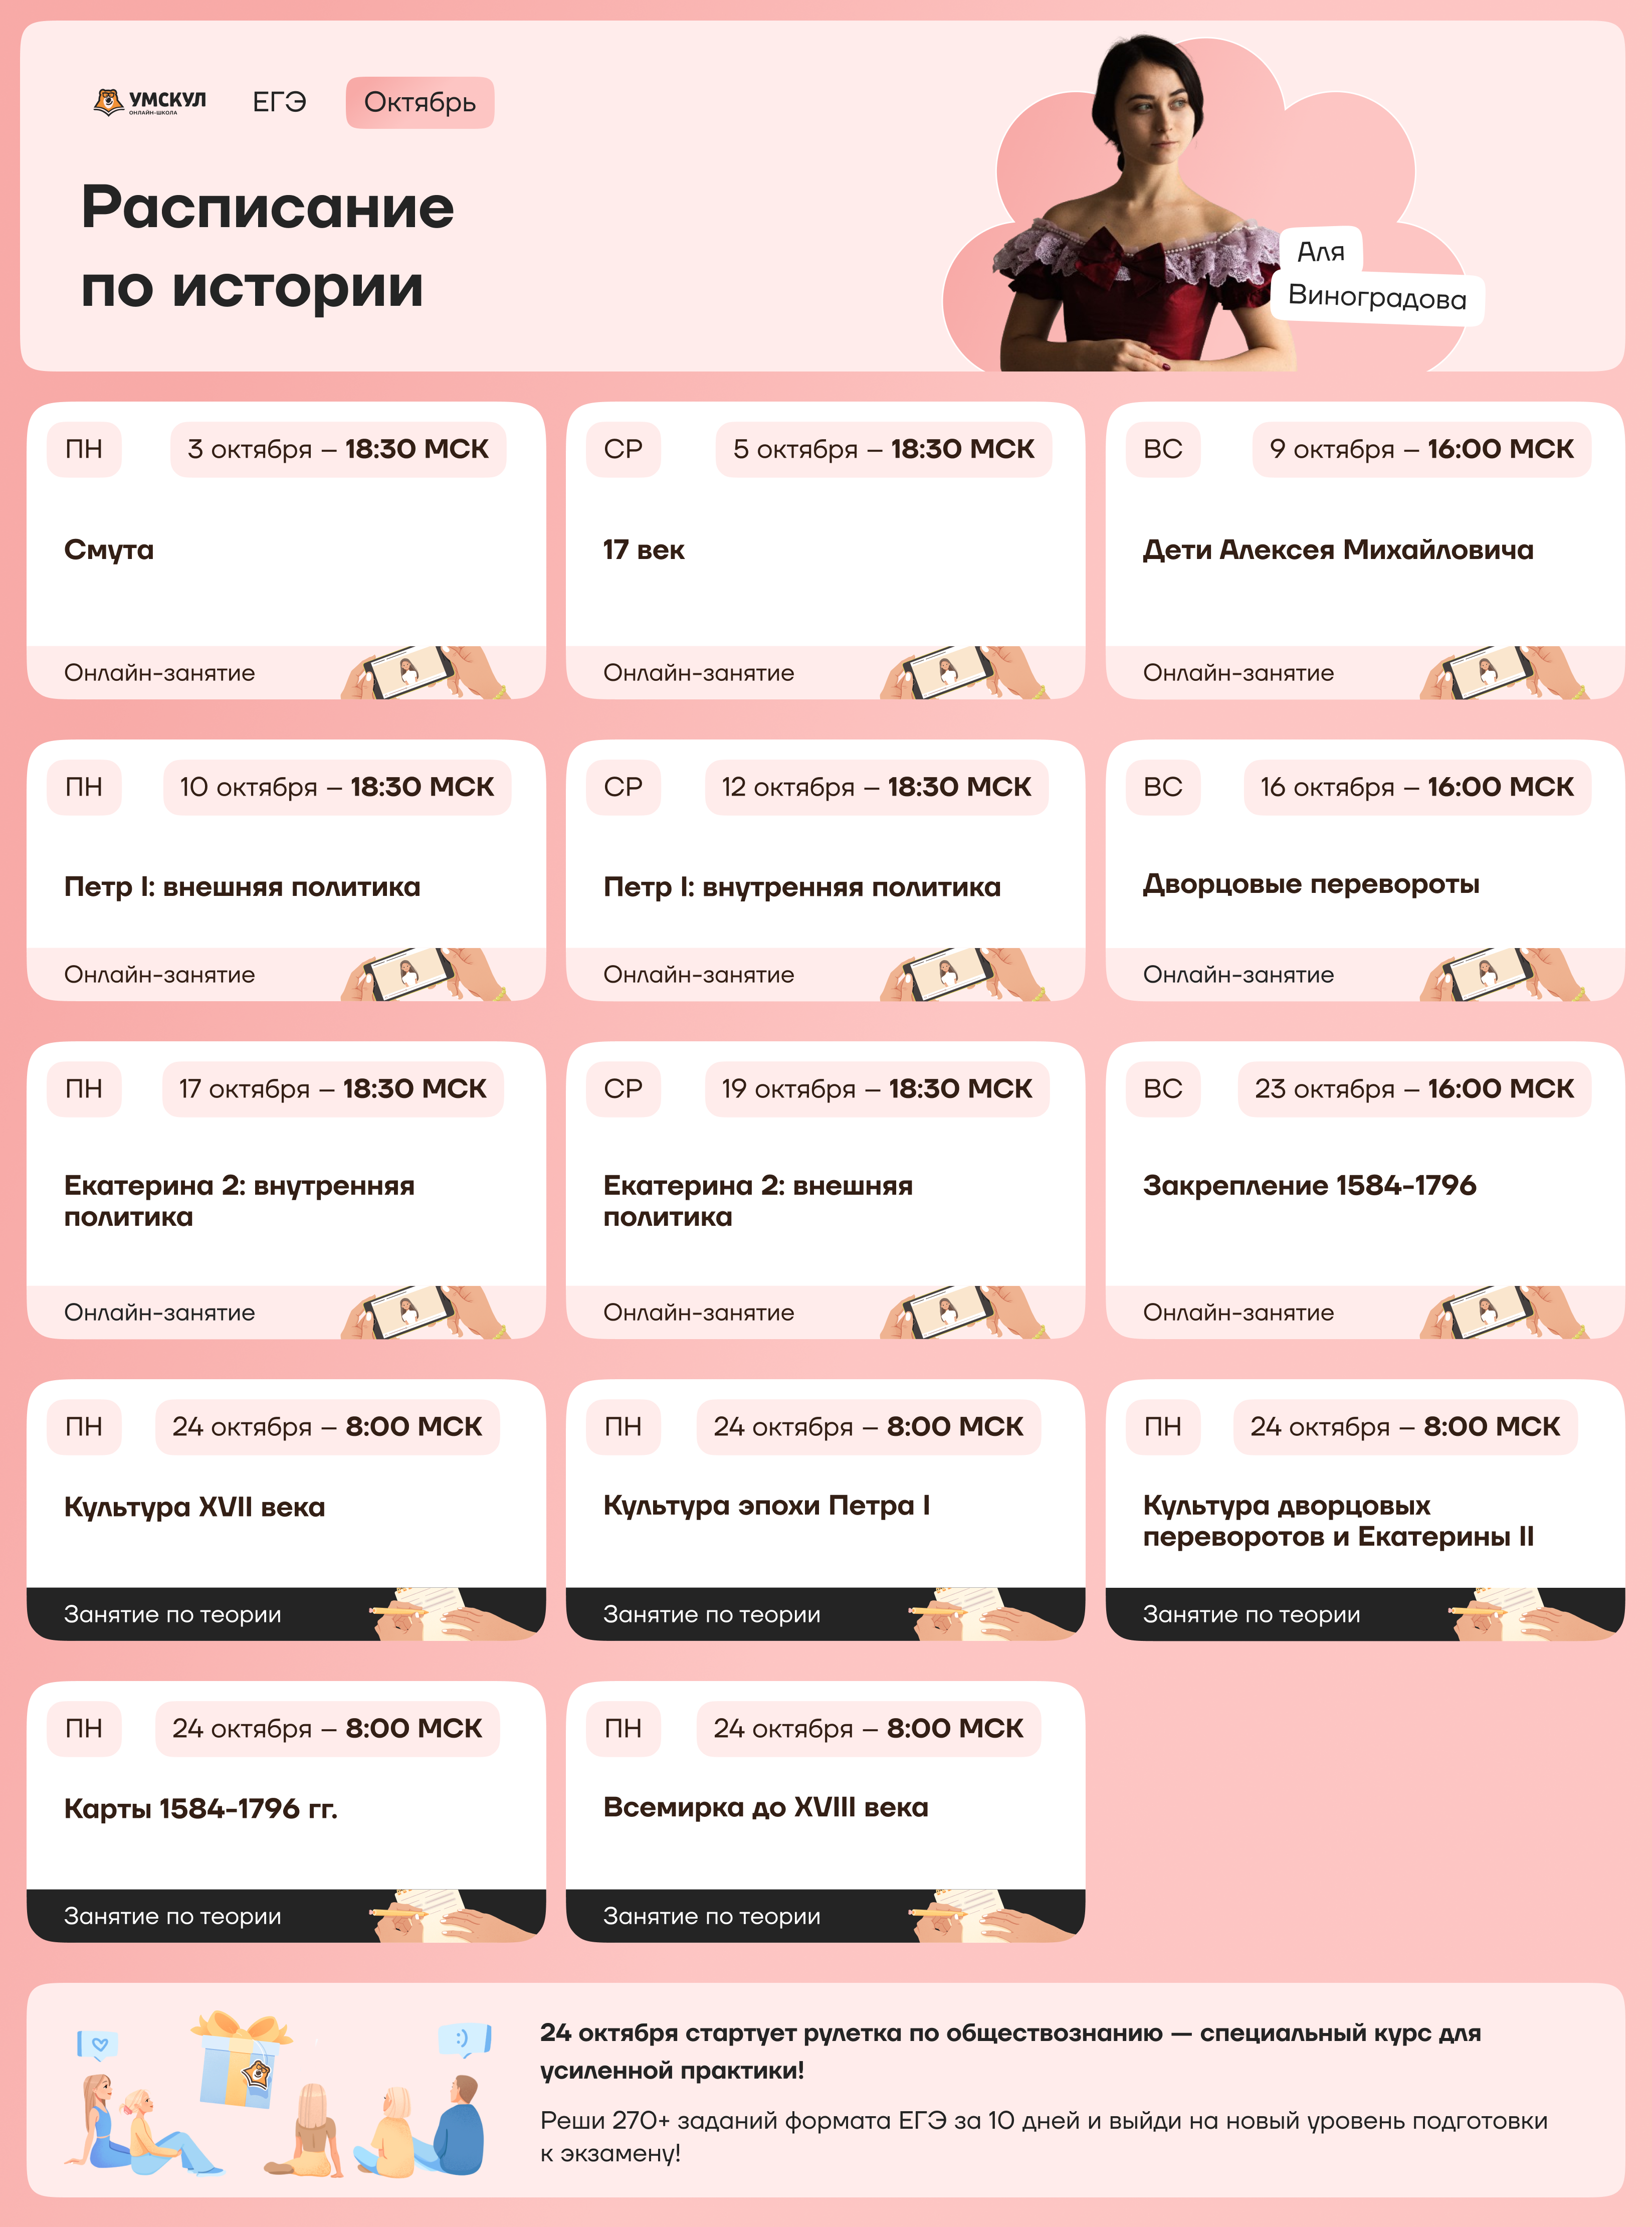 УМСКУЛ
ОНЛАЙН-ШКОЛА
ЕГЭ
Октябрь
Расписание
по истории
Аля
Виноградова
ПН
3 октября – 18:30 МСК
Смута
Онлайн-занятие
СР
5 октября – 18:30 МСК
17 век
Онлайн-занятие
ВС
9 октября – 16:00 МСК
Дети Алексея Михайловича
Онлайн-занятие
ПН
10 октября – 18:30 МСК
Петр I: внешняя политика
Онлайн-занятие
СР
12 октября – 18:30 МСК
Петр I: внутренняя политика
Онлайн-занятие
ВС
16 октября – 16:00 МСК
Дворцовые перевороты
Онлайн-занятие
ПН
17 октября – 18:30 МСК
Екатерина 2: внутренняя
политика
Онлайн-занятие
СР
19 октября – 18:30 МСК
Екатерина 2: внешняя
политика
Онлайн-занятие
ВС
23 октября – 16:00 МСК
Закрепление 1584-1796
Онлайн-занятие
ПН
24 октября – 8:00 МСК
Культура XVII века
Занятие по теории
ПН
24 октября – 8:00 МСК
Культура эпохи Петра I
Занятие по теории
ПН
24 октября – 8:00 МСК
Культура дворцовых
переворотов и Екатерины II
Занятие по теории
ПН
24 октября – 8:00 МСК
Карты 1584-1796 гг.
Занятие по теории
ПН
24 октября – 8:00 МСК
Всемирка до XVIII века
Занятие по теории
:)
24 октября стартует рулетка по обществознанию — специальный курс для
усиленной практики!
Реши 270+ заданий формата ЕГЭ за 10 дней и выйди на новый уровень подготовки
к экзамену!